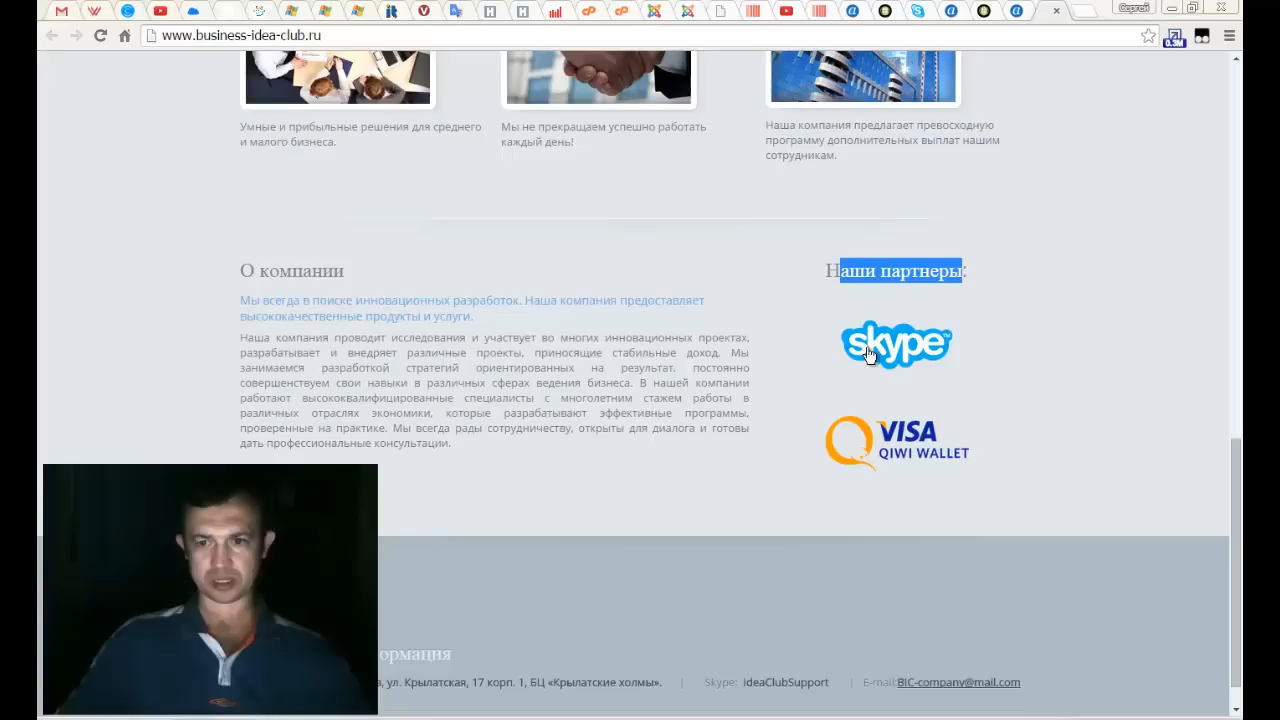 Сергей
www.business-idea-club.ru
Умные и прибыльные решения для среднего
и малого бизнеса.
Мы не прекращаем успешно работать
каждый день!
Наша компания предлагает превосходную
программу дополнительных выплат нашим
сотрудникам.
О компании
Наши партнеры:
Мы всегда в поиске инновационных разработок. Наша компания предоставляет
высококачественные продукты и услуги.
Наша компания проводит исследования и участвует во многих инновационных проектах,
разрабатывает и внедряет различные проекты, приносящие стабильные доход. Мы
занимаемся разработкой стратегий ориентированных на результат. постоянно
совершенствуем свои навыки в различных сферах ведения бизнеса. В нашей компании
работают высококвалифицированные специалисты с многолетним стажем работы в
различных отраслях экономики, которые разрабатывают эффективные программы,
проверенные на практике. Мы всегда рады сотрудничеству, открыты для диалога и готовы
дать профессиональные консультации.
skype™
VISA
QIWI WALLET
ормация
а, ул. Крылатская, 17 корп. 1, БЦ «Крылатские холмы». | Skype: IdeaClubSupport | E-mail: BIC-company@mail.com